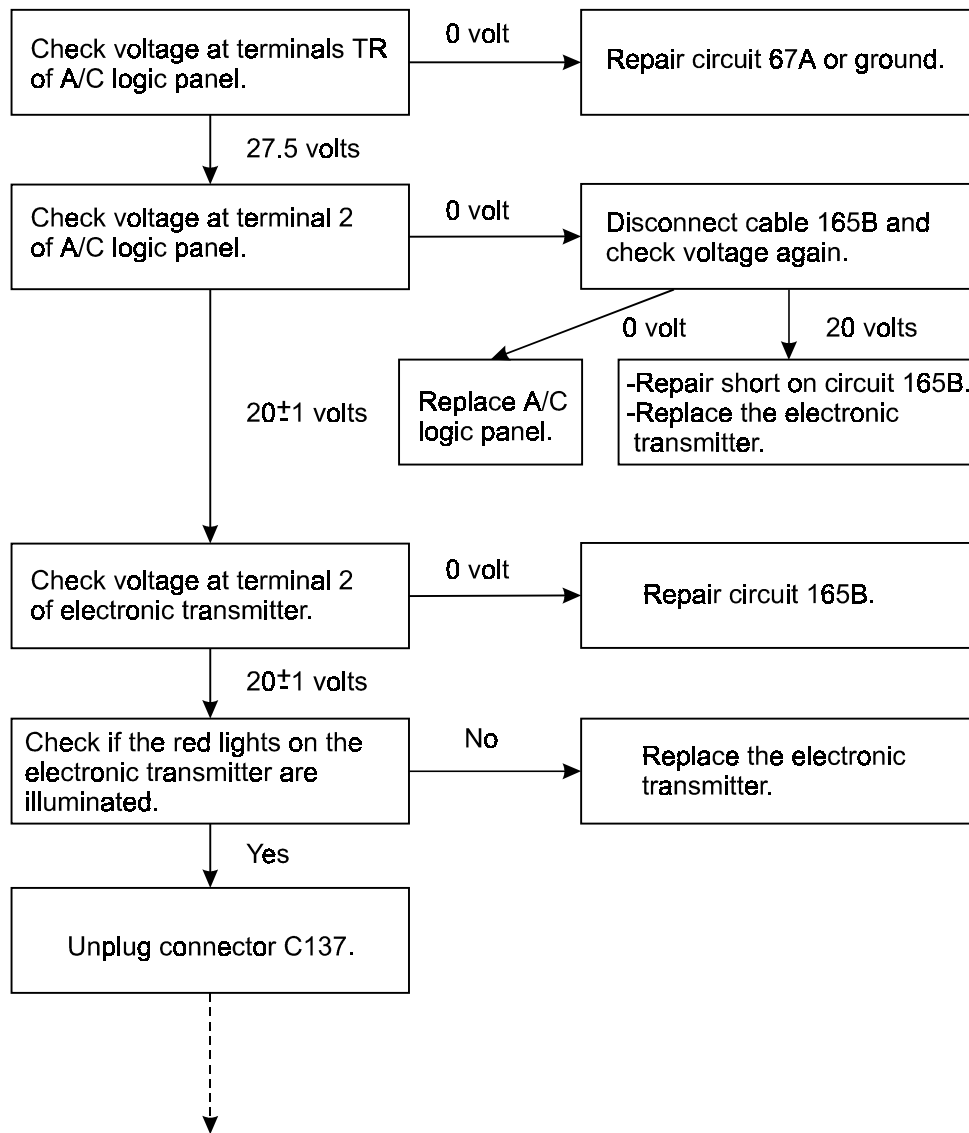 Check voltage at terminals TR
of A/C logic panel.
0 volt
Repair circuit 67A or ground.
27.5 volts
Check voltage at terminal 2
of A/C logic panel.
0 volt
Disconnect cable 165B and
check voltage again.
0 volt
20 volts
Replace A/C
logic panel.
-Repair short on circuit 165B.
-Replace the electronic
transmitter.
20±1 volts
Check voltage at terminal 2
of electronic transmitter.
0 volt
Repair circuit 165B.
20±1 volts
Check if the red lights on the
electronic transmitter are
illuminated.
No
Replace the electronic
transmitter.
Yes
Unplug connector C137.